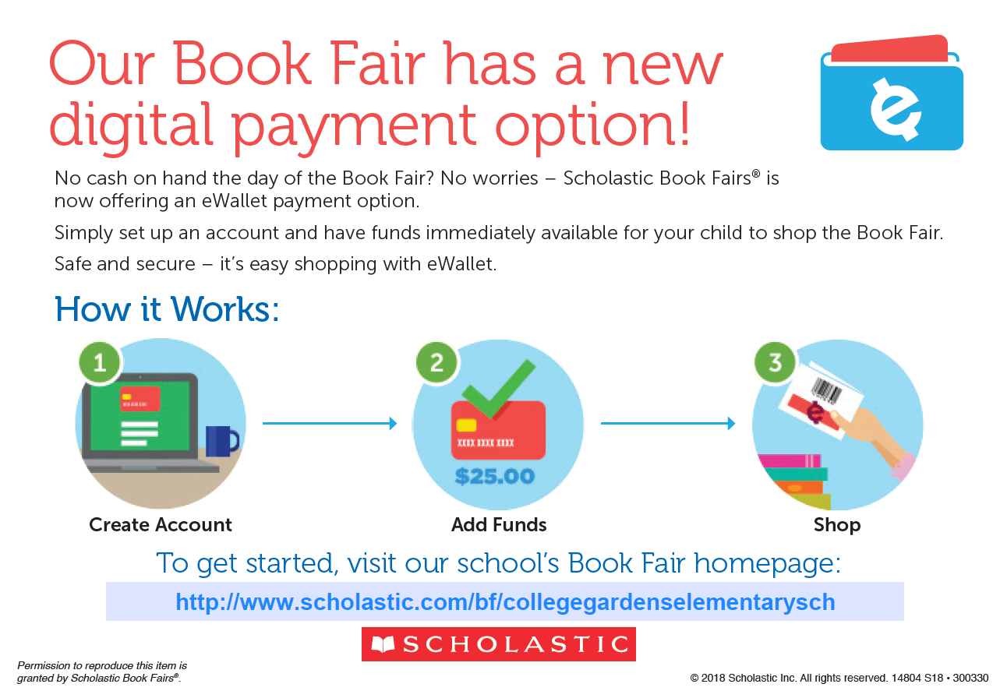 Our Book Fair has a new
digital payment option!
e
No cash on hand the day of the Book Fair? No worries – Scholastic Book Fairs® is
now offering an eWallet payment option.
Simply set up an account and have funds immediately available for your child to shop the Book Fair.
Safe and secure – it’s easy shopping with eWallet.
How it Works:
1
2
3
XXXX XXXX XXXX
$25.00
e
Create Account
Add Funds
Shop
To get started, visit our school’s Book Fair homepage:
http://www.scholastic.com/bf/collegegardenselementarysch
SCHOLASTIC
Permission to reproduce this item is
granted by Scholastic Book Fairs®.
© 2018 Scholastic Inc. All rights reserved. 14804 S18 • 300330